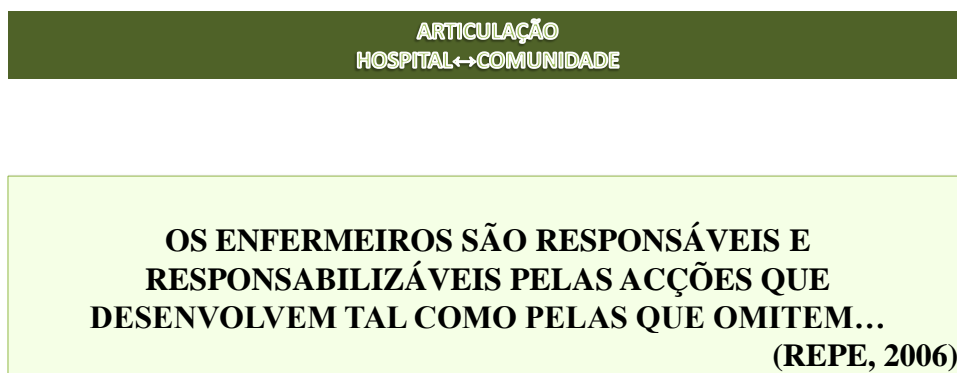 ARTICULAÇÃO
HOSPITAL↔COMUNIDADE
OS ENFERMEIROS SÃO RESPONSÁVEIS E
RESPONSABILIZÁVEIS PELAS ACÇÕES QUE
DESENVOLVEM TAL COMO PELAS QUE OMITEM…
(REPE, 2006)